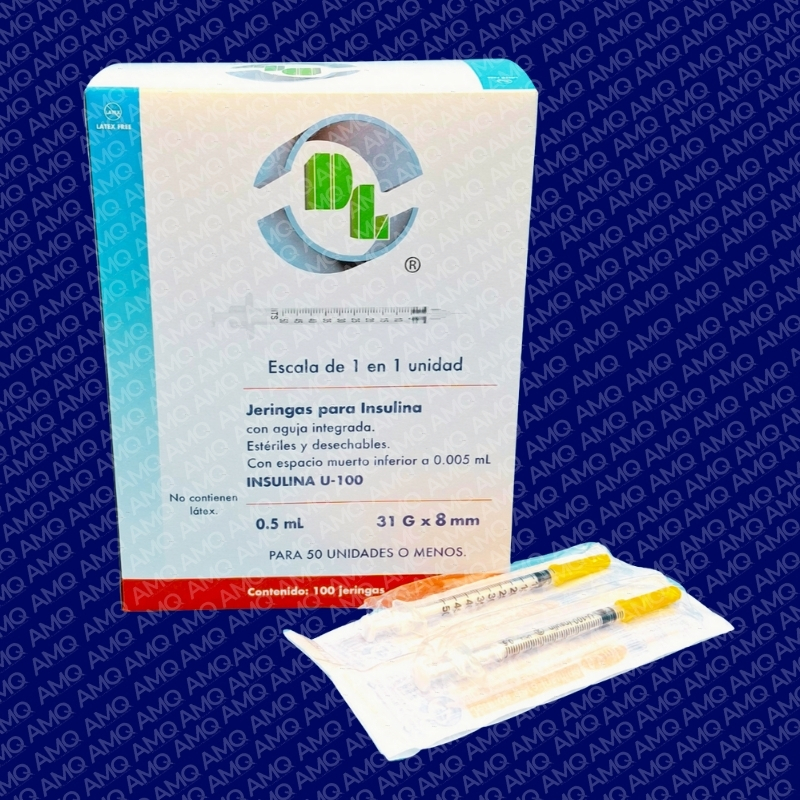 LATEX
LATEX FREE
DL
®
Escala de 1 en 1 unidad
Jeringas para Insulina
con aguja integrada.
Estériles y desechables.
Con espacio muerto inferior a 0.005 mL
INSULINA U-100
No contienen
látex.
0.5 mL
31 G x 8 mm
PARA 50 UNIDADES O MENOS.
Contenido: 100 jeringas
AMQ